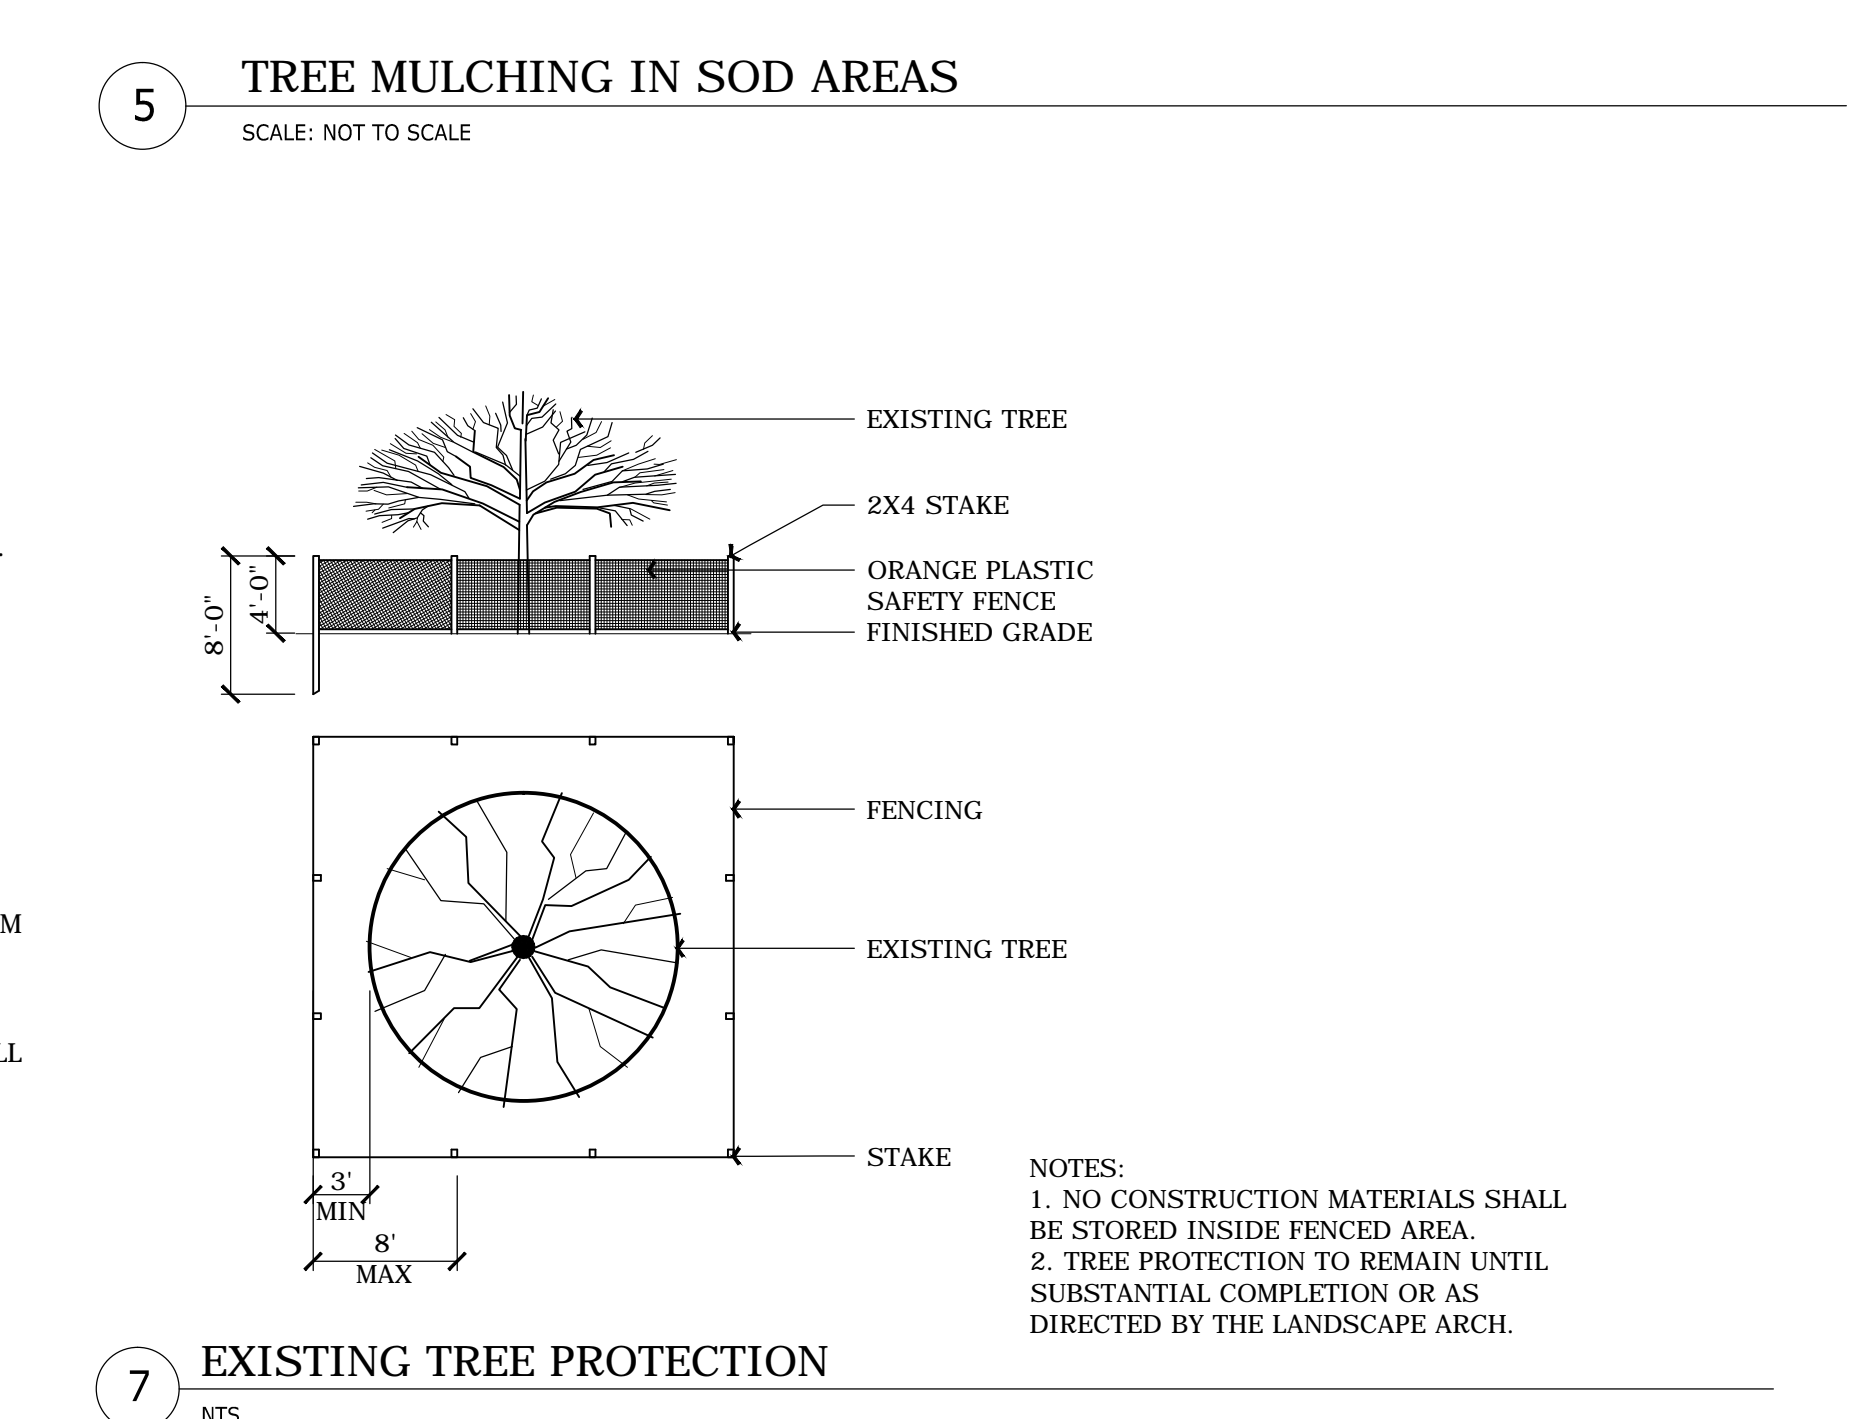 5
TREE MULCHING IN SOD AREAS
SCALE: NOT TO SCALE
EXISTING TREE
2X4 STAKE
ORANGE PLASTIC
SAFETY FENCE
FINISHED GRADE
8'-0"
4'-0"
FENCING
M
EXISTING TREE
LL
STAKE
3'
MIN
8'
MAX
NOTES:
1. NO CONSTRUCTION MATERIALS SHALL
BE STORED INSIDE FENCED AREA.
2. TREE PROTECTION TO REMAIN UNTIL
SUBSTANTIAL COMPLETION OR AS
DIRECTED BY THE LANDSCAPE ARCH.
7
EXISTING TREE PROTECTION
NTS